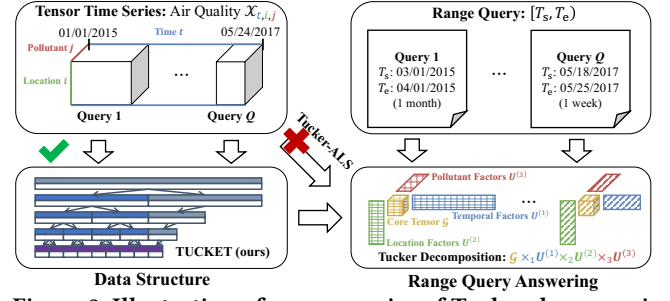 Tensor Time Series: Air Quality 𝒳t,i,j
01/01/2015
Time t
05/24/2017
Pollutant j
Location i
...
Query 1
Query Q
Range Query: [Ts, Te)
Query 1
Ts: 03/01/2015
Te: 04/01/2015
(1 month)
...
Query Q
Ts: 05/18/2017
Te: 05/25/2017
(1 week)
Tucker-ALS
TUCKET (ours)
Data Structure
Pollutant Factors U(3)
...
Core Tensor G
Temporal Factors U(1)
Location Factors U(2)
Tucker Decomposition: G ×1U(1)×2U(2)×3U(3)
Range Query Answering